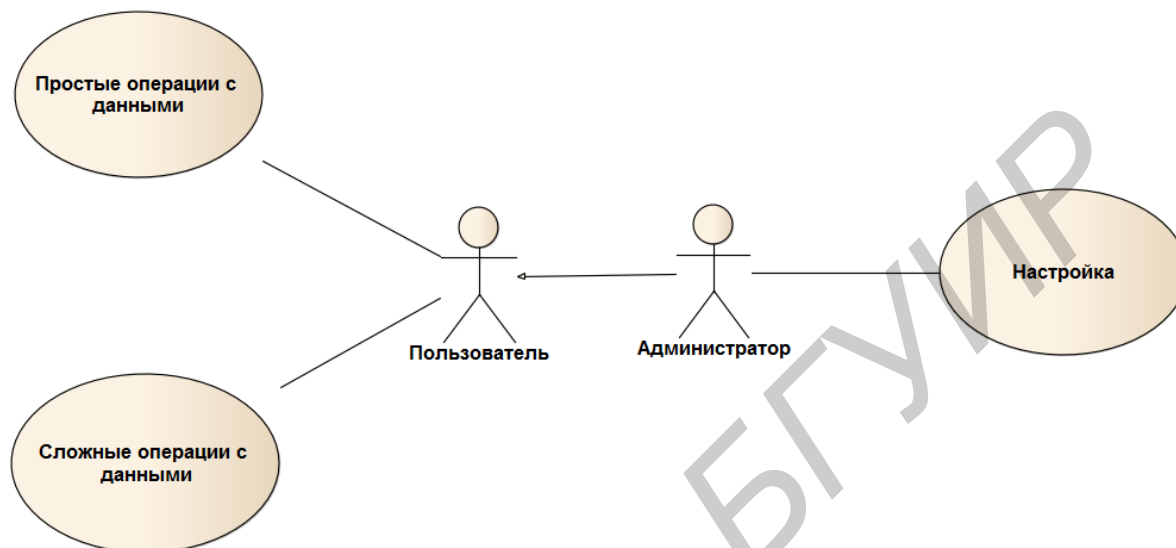 Простые операции с
данными
Пользователь
Администратор
Настройка
Сложные операции с
данными
БГУИР